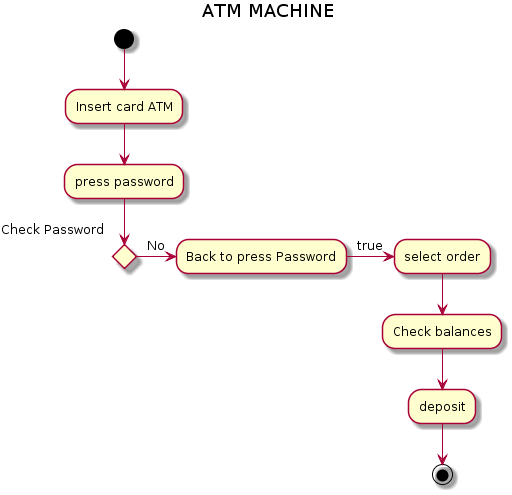 ATM MACHINE
Insert card ATM
press password
Check Password
No
Back to press Password
true
select order
Check balances
deposit